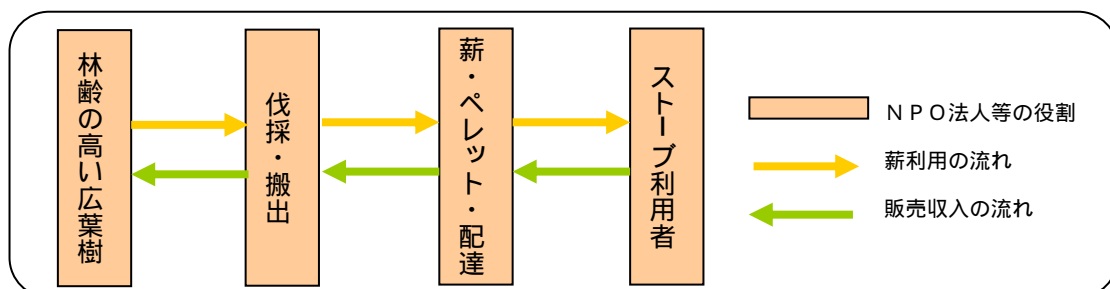 林齢の高い広葉樹
伐採・搬出
薪・ペレット・配達
ストーブ利用者
ＮＰＯ法人等の役割
薪利用の流れ
販売収入の流れ